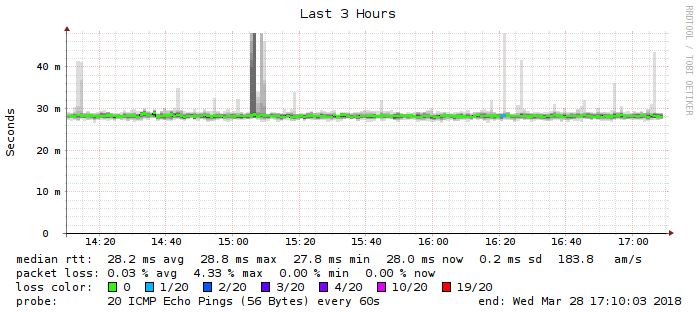 Last 3 Hours
RRDTOOL / TOBI OETIKER
Seconds
40 m
30 m
20 m
10 m
0
14:20 14:40 15:00 15:20 15:40 16:00 16:20 16:40 17:00
median rtt: 28.2 ms avg 28.8 ms max 27.8 ms min 28.0 ms now 0.2 ms sd 183.8 am/s
packet loss: 0.03 % avg 4.33 % max 0.00 % min 0.00 % now
loss color: 0 1/20 2/20 3/20 4/20 10/20 19/20
probe: 20 ICMP Echo Pings (56 Bytes) every 60s end: Wed Mar 28 17:10:03 2018